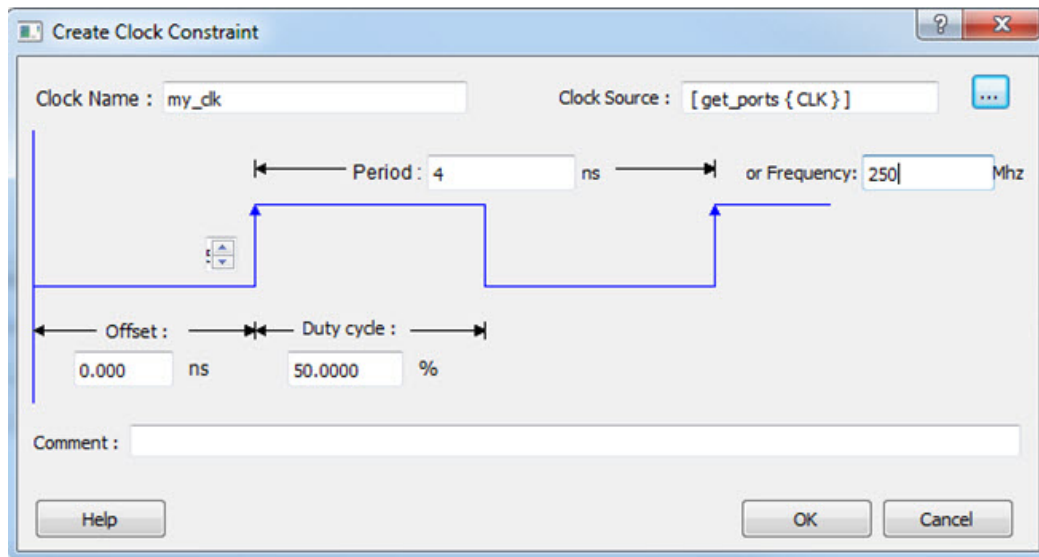 Create Clock Constraint
Clock Name : my_clk
Clock Source : [ get_ports { CLK } ]
...
Period : 4 ns
or Frequency: 250 Mhz
Offset :
Duty cycle :
0.000 ns
50.0000 %
Comment :
Help
OK
Cancel